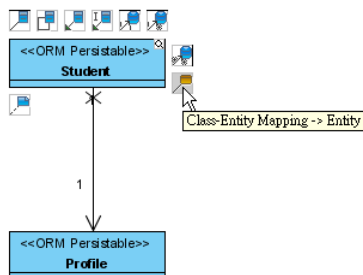 <<ORM Persistable>>
Student
Class-Entity Mapping -> Entity
1
<<ORM Persistable>>
Profile